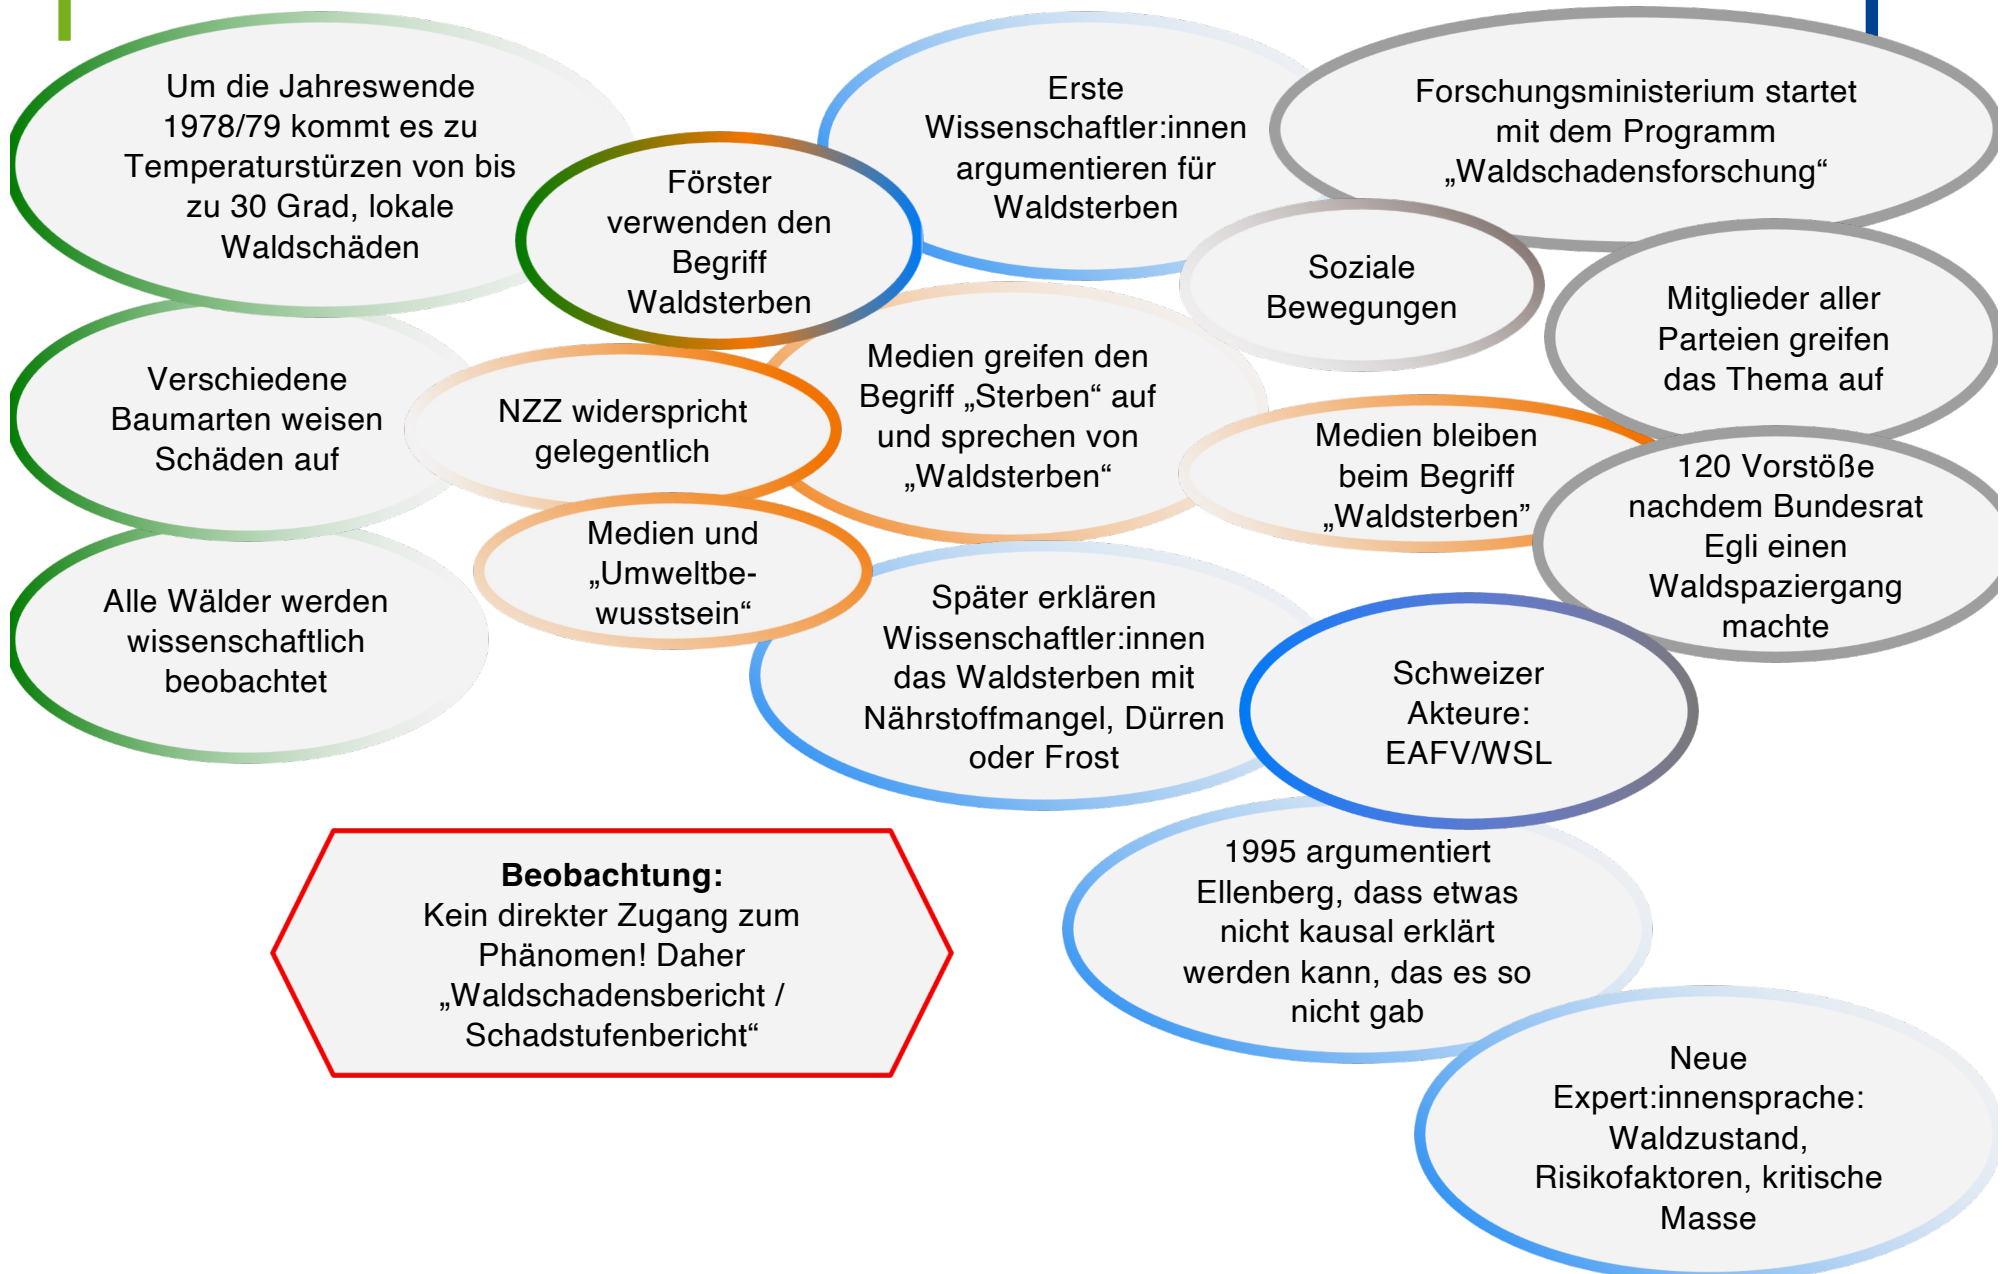 Um die Jahreswende
1978/79 kommt es zu
Temperaturstürzen von bis
zu 30 Grad, lokale
Waldschäden
Förster
verwenden den
Begriff
Waldsterben
Erste
Wissenschaftler:innen
argumentieren für
Waldsterben
Forschungsministerium startet
mit dem Programm
„Waldschadensforschung“
Soziale
Bewegungen
Mitglieder aller
Parteien greifen
das Thema auf
Verschiedene
Baumarten weisen
Schäden auf
NZZ widerspricht
gelegentlich
Medien greifen den
Begriff „Sterben“ auf
und sprechen von
„Waldsterben“
Medien bleiben
beim Begriff
„Waldsterben”
120 Vorstöße
nachdem Bundesrat
Egli einen
Waldspaziergang
machte
Medien und
„Umweltbe-
wusstsein“
Alle Wälder werden
wissenschaftlich
beobachtet
Später erklären
Wissenschaftler:innen
das Waldsterben mit
Nährstoffmangel, Dürren
oder Frost
Schweizer
Akteure:
EAFV/WSL
Beobachtung:
Kein direkter Zugang zum
Phänomen! Daher
„Waldschadensbericht /
Schadstufenbericht“
1995 argumentiert
Ellenberg, dass etwas
nicht kausal erklärt
werden kann, das es so
nicht gab
Neue
Expert:innensprache:
Waldzustand,
Risikofaktoren, kritische
Masse